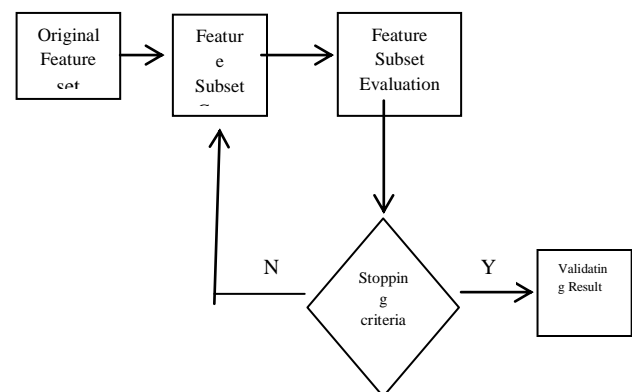 Original
Feature
set
Featur
e
Subset
Feature
Subset
Evaluation
N
Stoppin
g
criteria
Y
Validatin
g Result